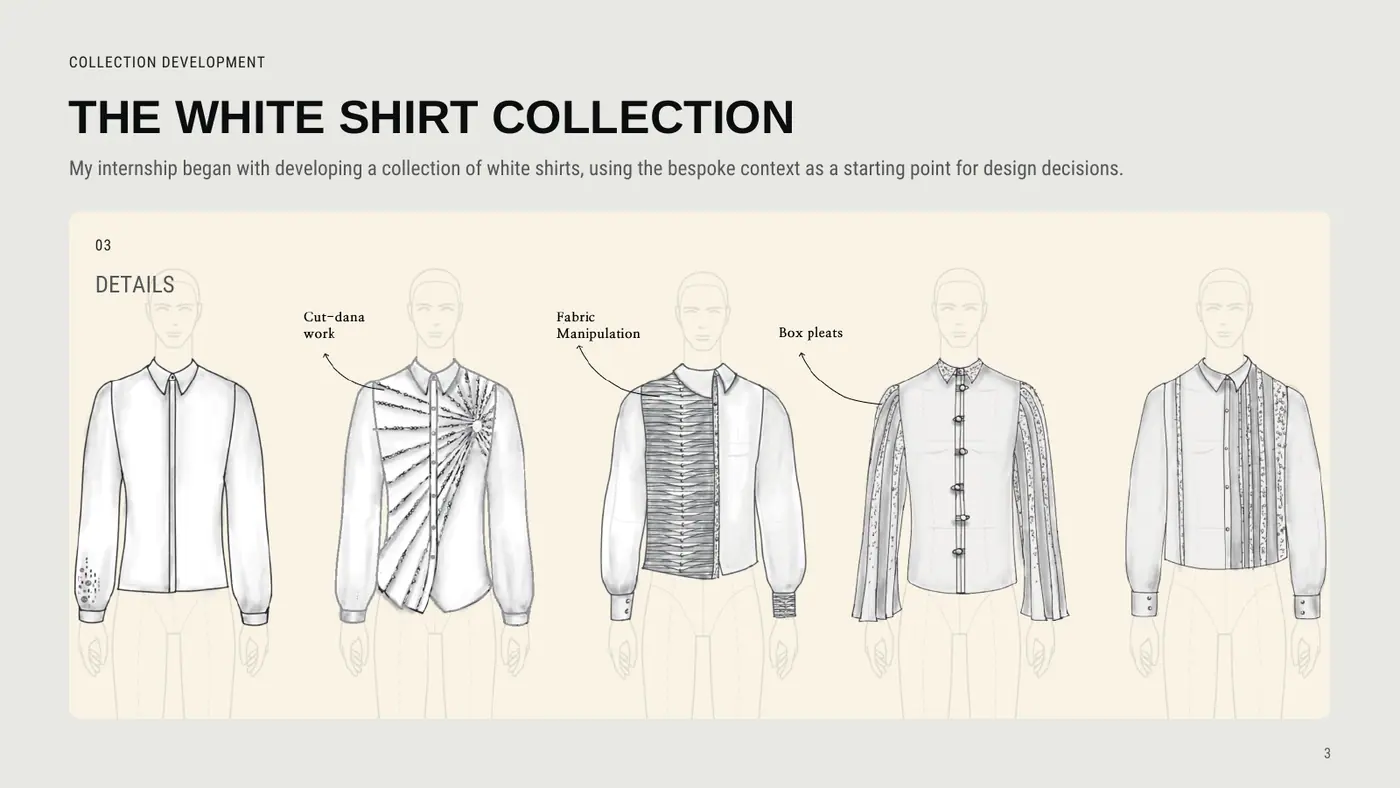 COLLECTION DEVELOPMENT
THE WHITE SHIRT COLLECTION
My internship began with developing a collection of white shirts, using the bespoke context as a starting point for design decisions.
03
DETAILS
Cut-dana
work
Fabric
Manipulation
Box pleats
3